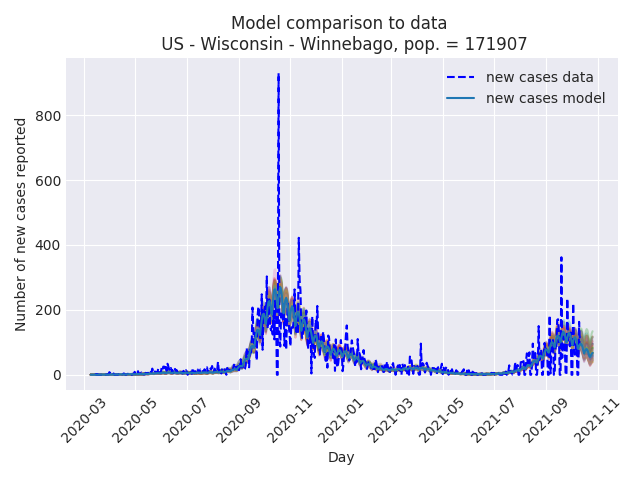 Model comparison to data
US - Wisconsin - Winnebago, pop. = 171907
new cases data
new cases model
Number of new cases reported
800
600
400
200
0
2020-03
2020-05
2020-07
2020-09
2020-11
2021-01
2021-03
2021-05
2021-07
2021-09
2021-11
Day